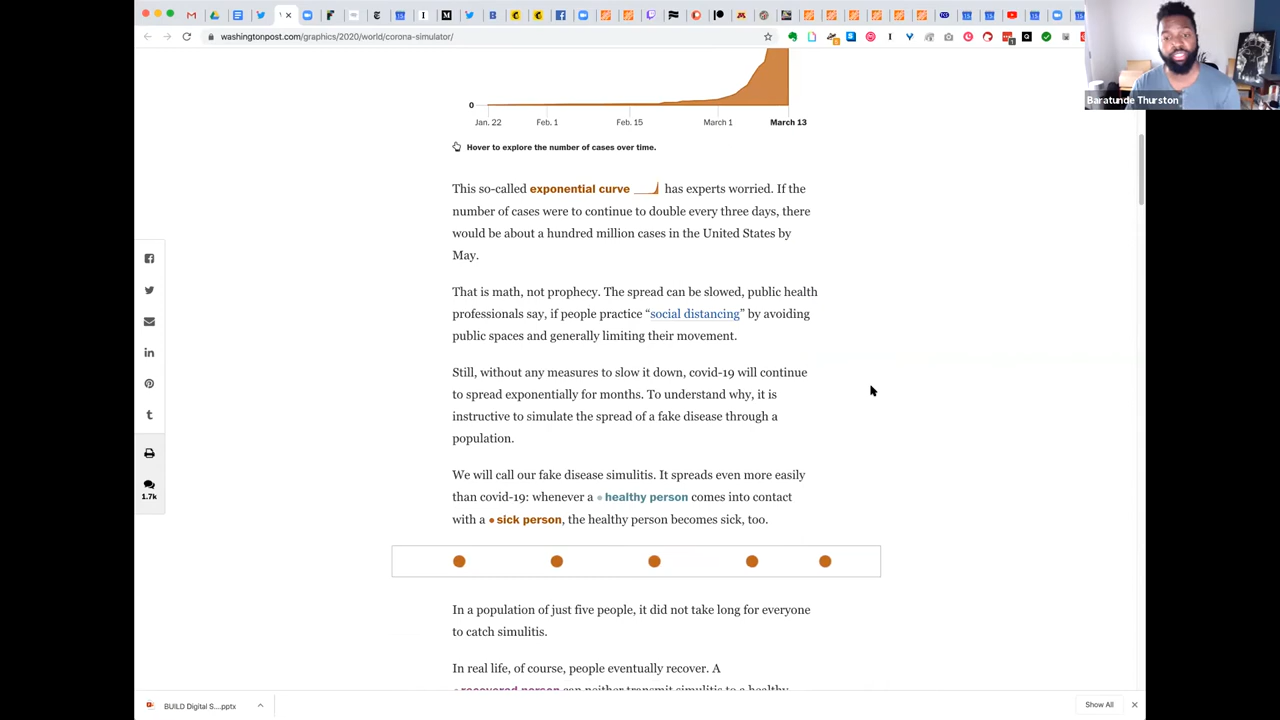 washingtonpost.com/graphics/2020/world/corona-simulator/
Baratunde Thurston
0
Jan. 22 Feb. 1 Feb. 15 March 1 March 13
Hover to explore the number of cases over time.
This so-called exponential curve has experts worried. If the
number of cases were to continue to double every three days, there
would be about a hundred million cases in the United States by
May.
That is math, not prophecy. The spread can be slowed, public health
professionals say, if people practice “social distancing” by avoiding
public spaces and generally limiting their movement.
Still, without any measures to slow it down, covid-19 will continue
to spread exponentially for months. To understand why, it is
instructive to simulate the spread of a fake disease through a
population.
We will call our fake disease simulitis. It spreads even more easily
than covid-19: whenever a healthy person comes into contact
with a sick person, the healthy person becomes sick, too.
1.7k
In a population of just five people, it did not take long for everyone
to catch simulitis.
In real life, of course, people eventually recover. A
recovered person can neither transmit simulitis to a healthy
BUILD Digital S....pptx
Show All